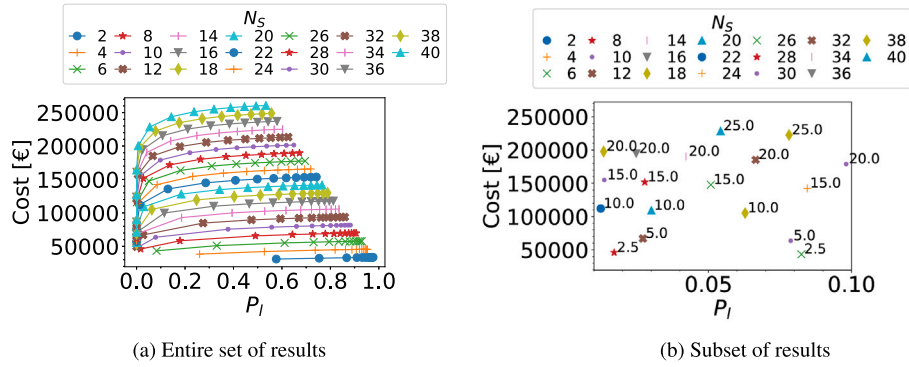 N_S
2 8 14 20 26 32 38
4 10 16 22 28 34 40
6 12 18 24 30 36
Cost [€]
250000
200000
150000
100000
50000
0.0 0.2 0.4 0.6 0.8 1.0
P_l
(a) Entire set of results
N_S
2 8 14 20 26 32 38
4 10 16 22 28 34 40
6 12 18 24 30 36
Cost [€]
250000
200000
150000
100000
50000
25.0 25.0
20.0 20.0 20.0 20.0 20.0
15.0 15.0 15.0 15.0
10.0 10.0 10.0
5.0 5.0
2.5 2.5
0.05 0.10
P_l
(b) Subset of results